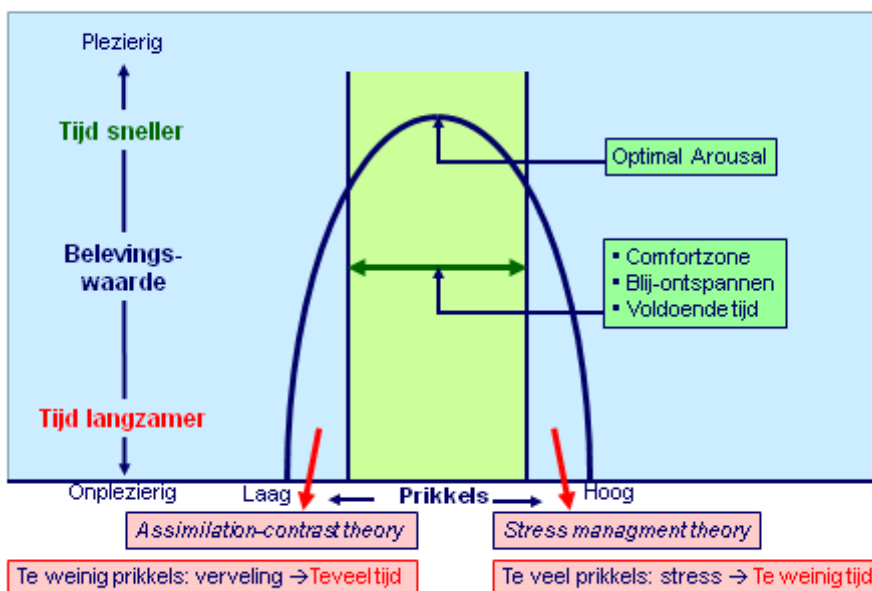 Plezierig
Tijd sneller
Optimal Arousal
Belevings-
waarde
▪ Comfortzone
▪ Blij-ontspannen
▪ Voldoende tijd
Tijd langzamer
Onplezierig
Laag
Prikkels
Hoog
Assimilation-contrast theory
Stress managment theory
Te weinig prikkels: verveling →Teveel tijd
Te veel prikkels: stress → Te weinig tijd